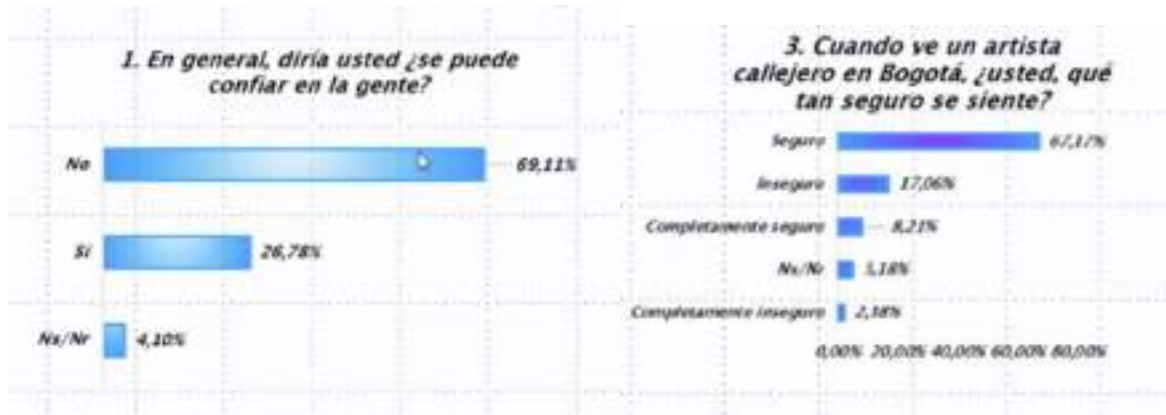 1. En general, diría usted ¿se puede
confiar en la gente?
No 69,11%
Sí 26,78%
Ns/Nr 4,10%
3. Cuando ve un artista
callejero en Bogotá, ¿usted, qué
tan seguro se siente?
Seguro 67,17%
Inseguro 17,06%
Completamente seguro 8,21%
Ns/Nr 5,18%
Completamente inseguro 2,38%
0,00% 20,00% 40,00% 60,00% 80,00%